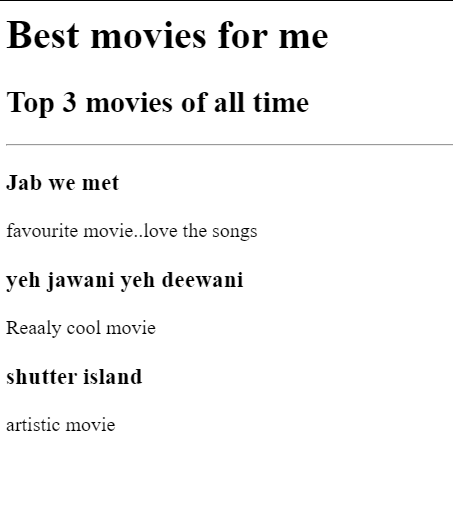 Best movies for me
Top 3 movies of all time
Jab we met
favourite movie..love the songs
yeh jawani yeh deewani
Reaaly cool movie
shutter island
artistic movie